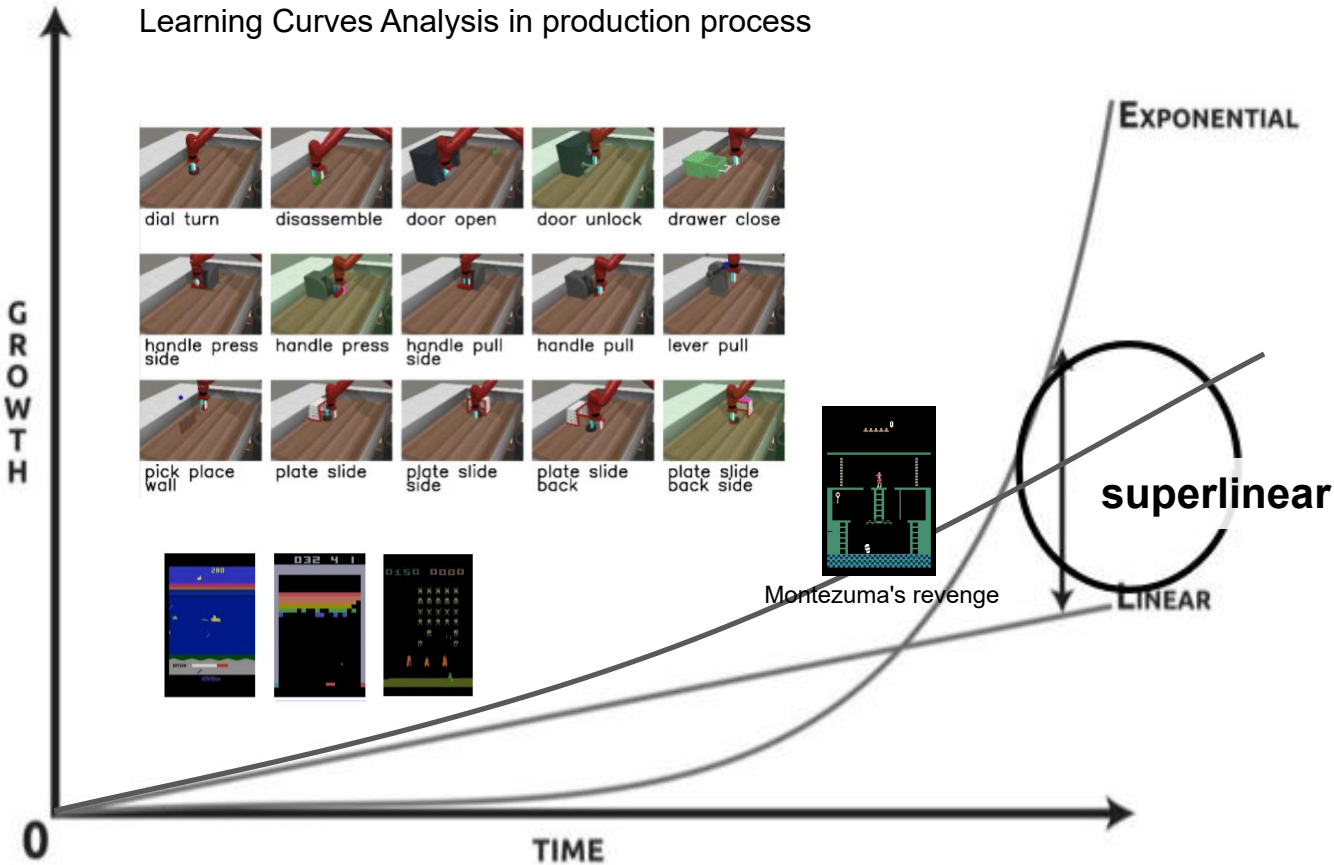 Learning Curves Analysis in production process
EXPONENTIAL
dial turn
disassemble
door open
door unlock
drawer close
handle press
side
handle press
handle pull
side
handle pull
lever pull
pick place
wall
plate slide
plate slide
side
plate slide
back
plate slide
back side
GROWTH
superlinear
280
032 4 1
0150 0000
0
Montezuma's revenge
LINEAR
0
TIME